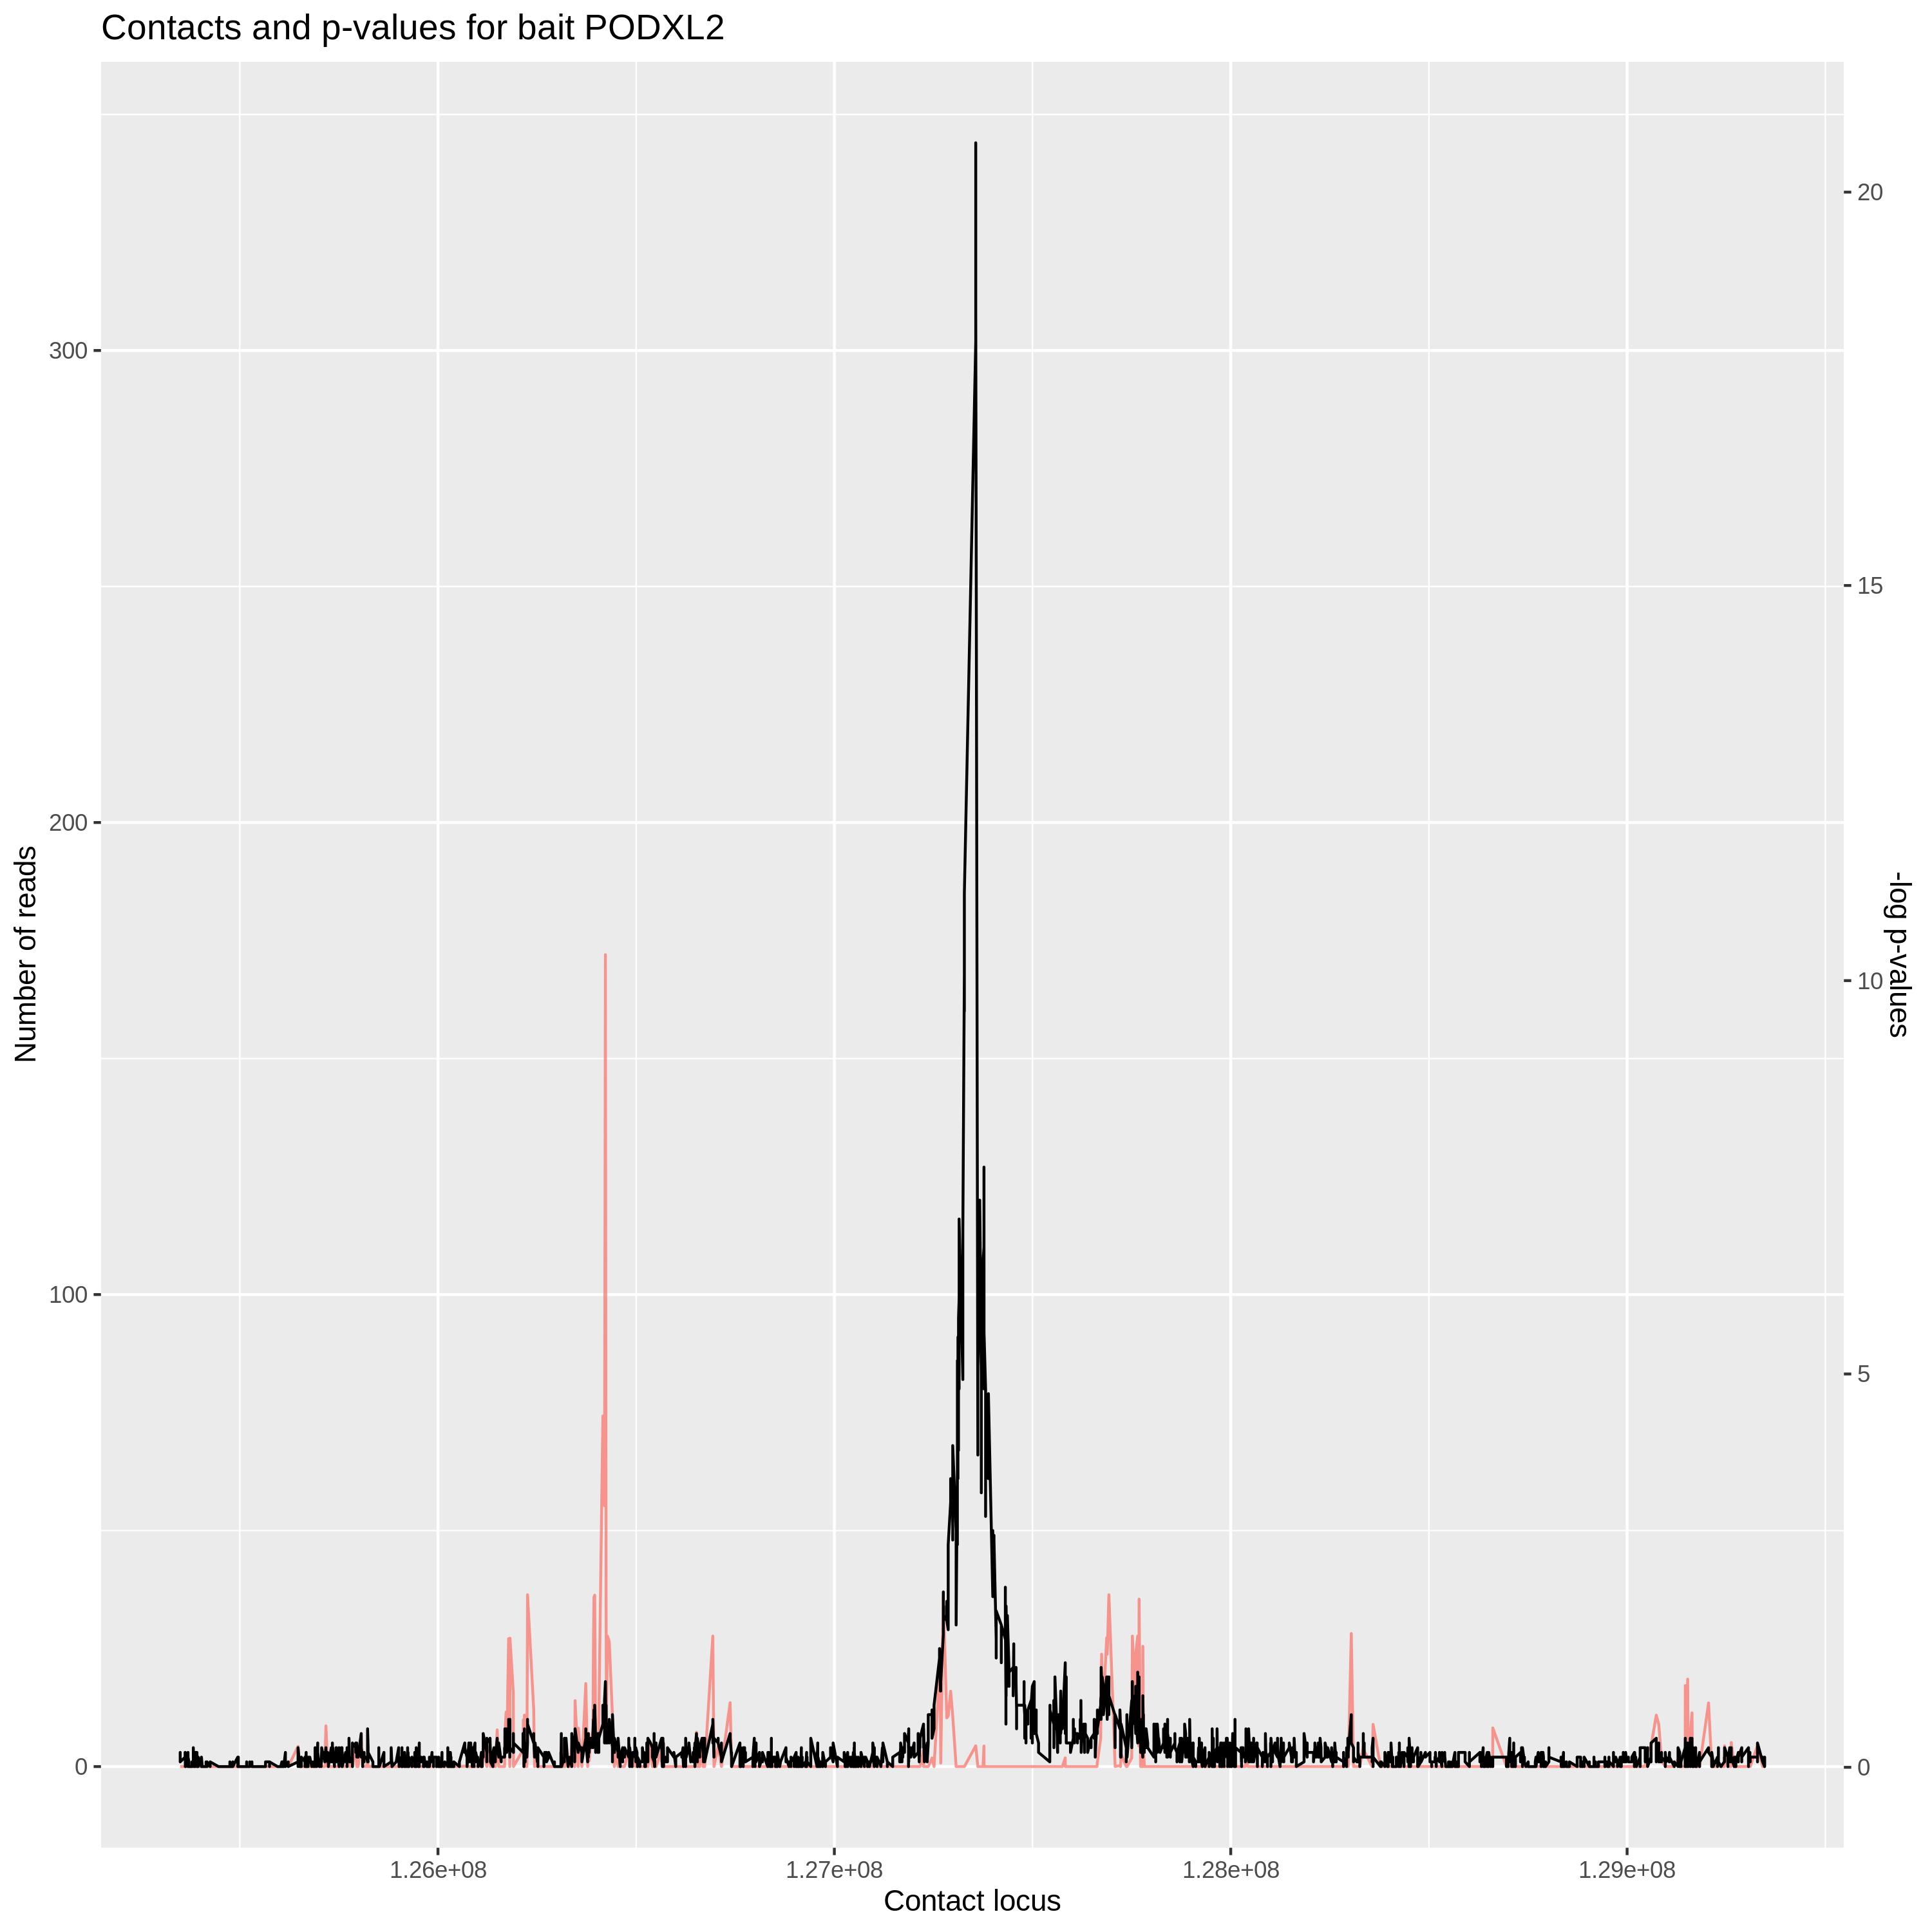 Contacts and p-values for bait PODXL2
300
200
100
0
Number of reads
20
15
10
5
0
-log p-values
1.26e+08
1.27e+08
1.28e+08
1.29e+08
Contact locus